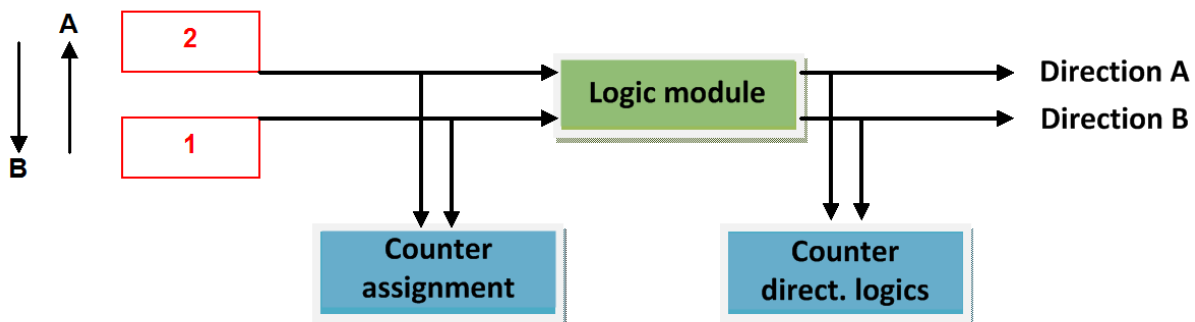 A
2
Logic module
Direction A
Direction B
1
B
Counter
assignment
Counter
direct. logics